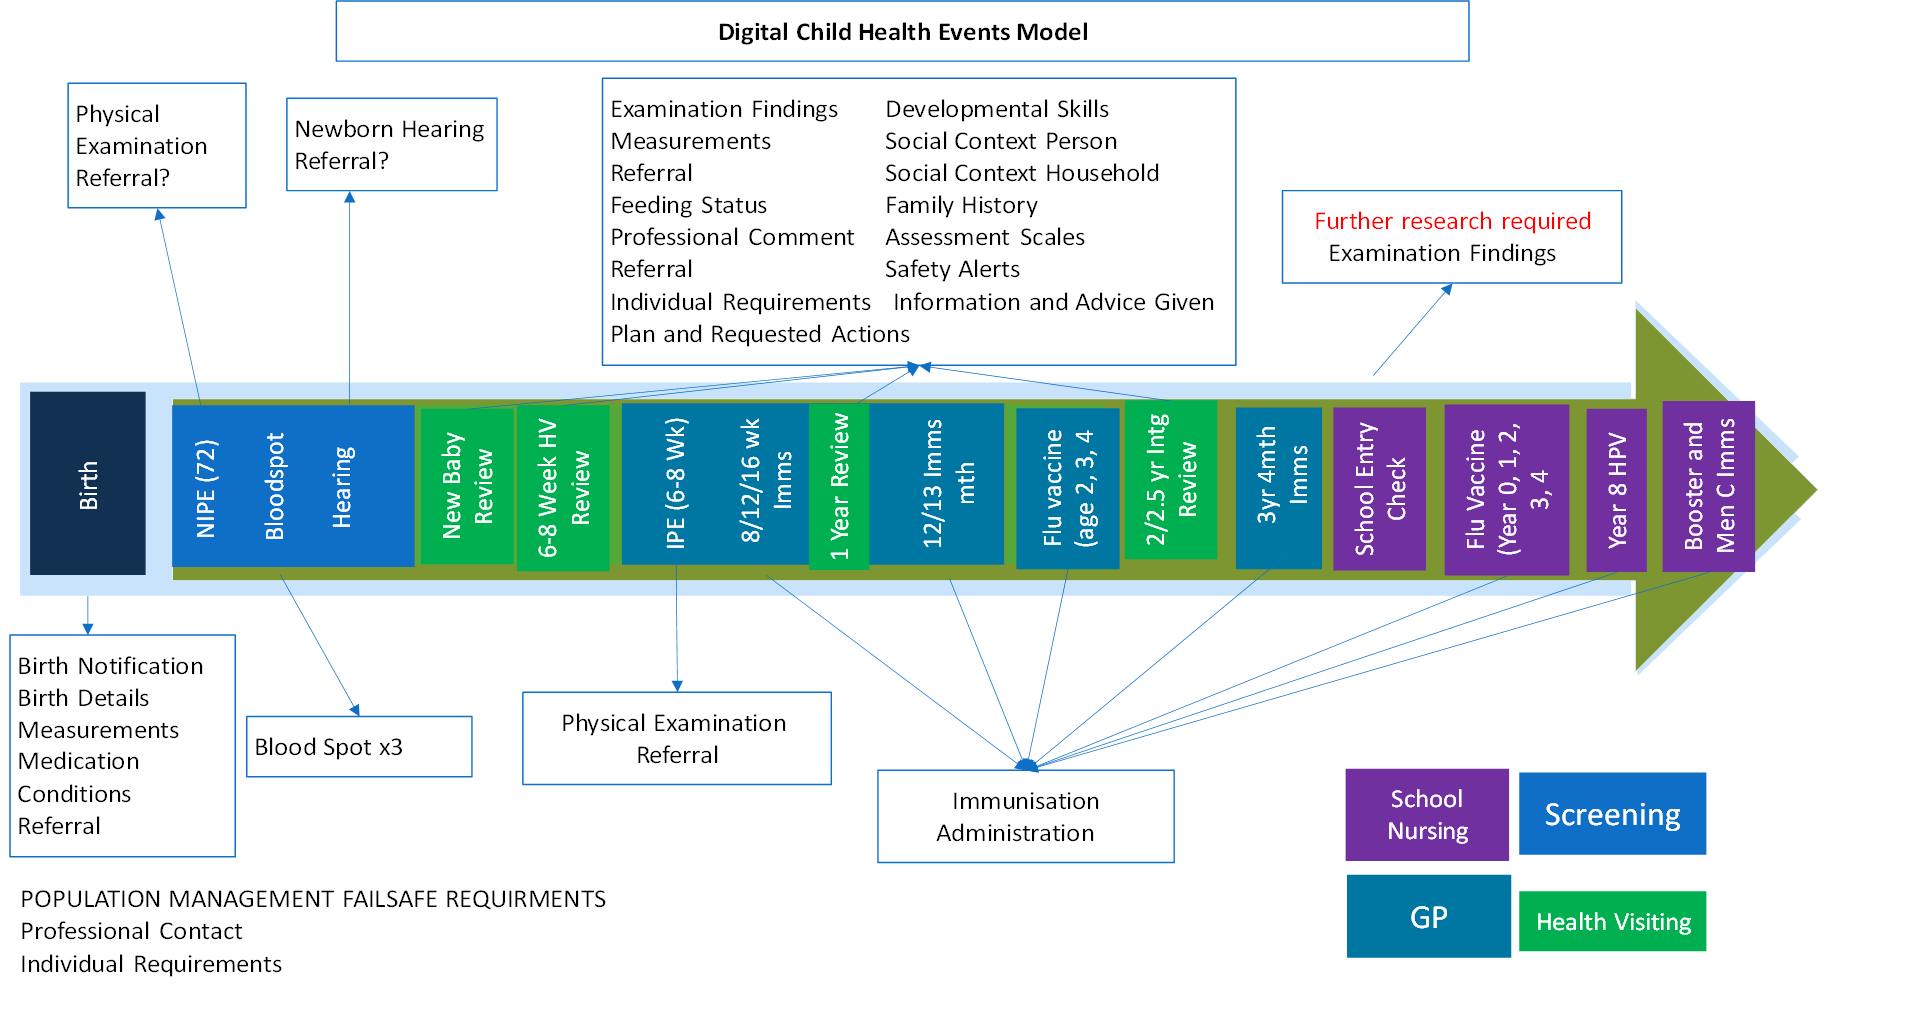 Digital Child Health Events Model
Physical
Examination
Referral?
Newborn Hearing
Referral?
Examination Findings Developmental Skills
Measurements Social Context Person
Referral Social Context Household
Feeding Status Family History
Professional Comment Assessment Scales
Referral Safety Alerts
Individual Requirements Information and Advice Given
Plan and Requested Actions
Further research required
Examination Findings
Birth
NIPE (72)
Bloodspot
Hearing
New Baby
Review
6-8 Week HV
Review
IPE (6-8 Wk)
8/12/16 wk
Imms
1 Year Review
12/13 Imms
mth
Flu vaccine
(age 2, 3, 4
2/2.5 yr Intg
Review
3yr 4mth
Imms
School Entry
Check
Flu Vaccine
(Year 0, 1, 2,
3, 4
Year 8 HPV
Booster and
Men C Imms
Birth Notification
Birth Details
Measurements
Medication
Conditions
Referral
Blood Spot x3
Physical Examination
Referral
Immunisation
Administration
School
Nursing
Screening
GP
Health Visiting
POPULATION MANAGEMENT FAILSAFE REQUIRMENTS
Professional Contact
Individual Requirements